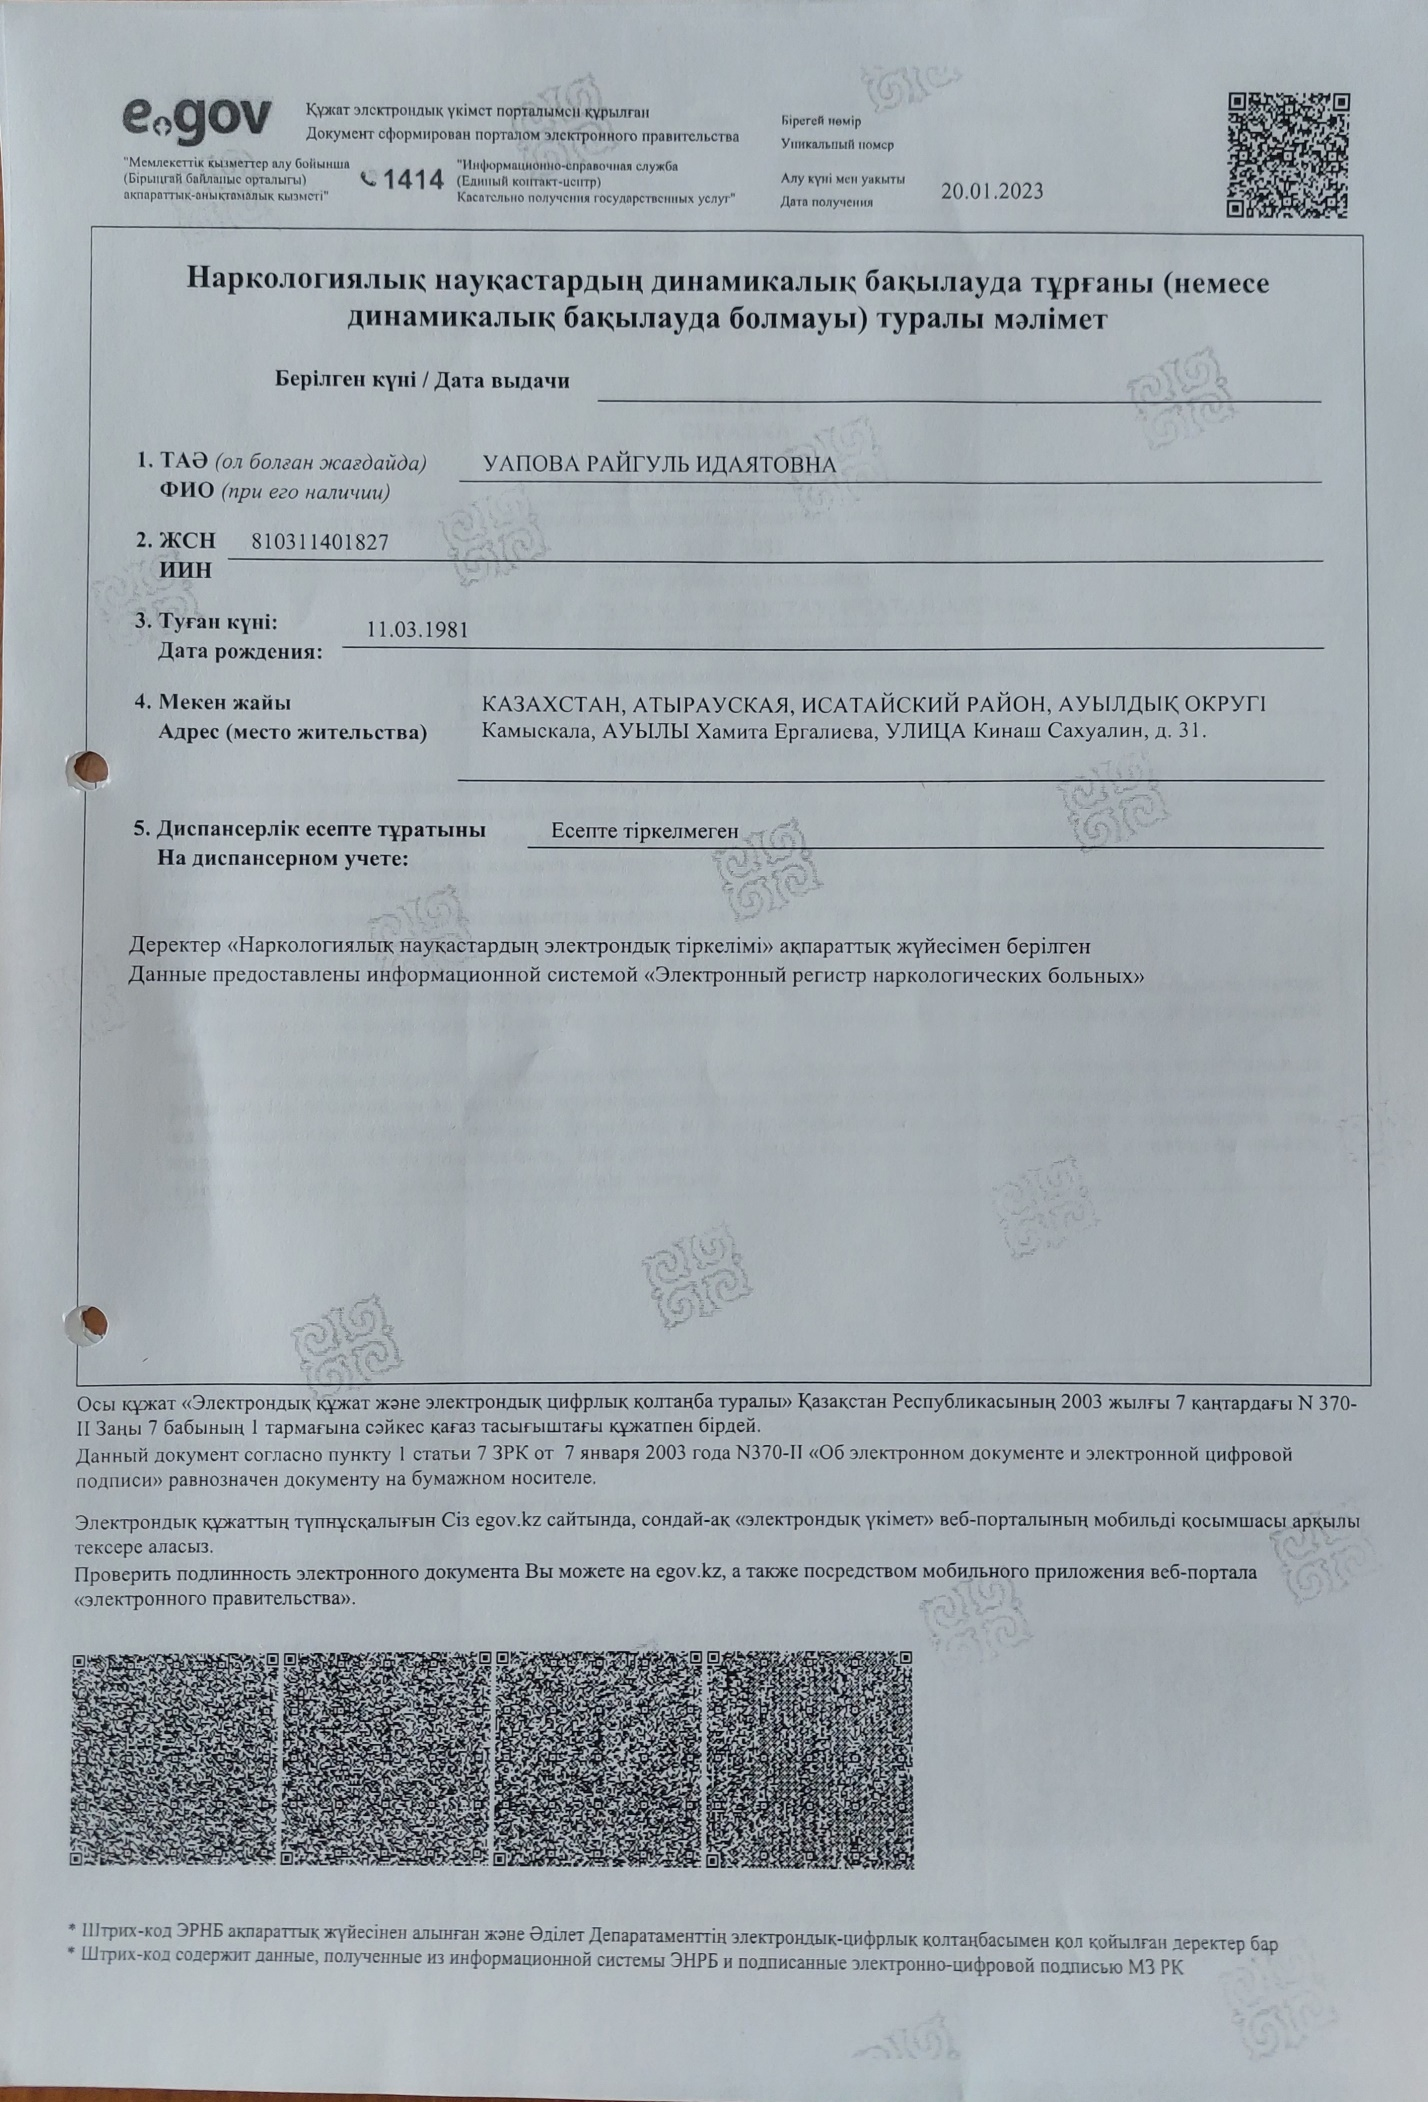 e.gov
Құжат электрондық үкімет порталымен құрылған
Документ сформирован порталом электронного правительства
"Мемлекеттік қызметтер алу бойынша
(Бірыңғай байланыс орталығы)
ақпараттық-анықтамалық қызметі"
1414
"Информационно-справочная служба
(Единый контакт-центр)
Касательно получения государственных услуг"
Бірегей нөмір
Уникальный номер
Алу күні мен уақыты
Дата получения
20.01.2023
Наркологиялық науқастардың динамикалық бақылауда тұрғаны (немесе
динамикалық бақылауда болмауы) туралы мәлімет
Берілген күні / Дата выдачи
1. ТАӘ (ол болған жағдайда) УАПОВА РАЙГУЛЬ ИДАЯТОВНА
ФИО (при его наличии)
2. ЖСН 810311401827
ИИН
3. Туған күні: 11.03.1981
Дата рождения:
4. Мекен жайы КАЗАХСТАН, АТЫРАУСКАЯ, ИСАТАЙСКИЙ РАЙОН, АУЫЛДЫҚ ОКРУГІ
Адрес (место жительства) Камыскала, АУЫЛЫ Хамита Ергалиева, УЛИЦА Кинаш Сахуалин, д. 31.
5. Диспансерлік есепте тұратыны Есепте тіркелмеген
На диспансерном учете:
Деректер «Наркологиялық науқастардың электрондық тіркелімі» ақпараттық жүйесімен берілген
Данные предоставлены информационной системой «Электронный регистр наркологических больных»
Осы құжат «Электрондық құжат және электрондық цифрлық қолтаңба туралы» Қазақстан Республикасының 2003 жылғы 7 қаңтардағы N 370-
II Заңы 7 бабының 1 тармағына сәйкес қағаз тасығыштағы құжатпен бірдей.
Данный документ согласно пункту 1 статьи 7 ЗРК от 7 января 2003 года N370-II «Об электронном документе и электронной цифровой
подписи» равнозначен документу на бумажном носителе.
Электрондық құжаттың түпнұсқалығын Сіз egov.kz сайтында, сондай-ақ «электрондық үкімет» веб-порталының мобильді қосымшасы арқылы
тексере аласыз.
Проверить подлинность электронного документа Вы можете на egov.kz, а также посредством мобильного приложения веб-портала
«электронного правительства».
* Штрих-код ЭРНБ ақпараттық жүйесінен алынған және Әділет Департаменттің электрондық-цифрлық қолтаңбасымен қол қойылған деректер бар
* Штрих-код содержит данные, полученные из информационной системы ЭНРБ и подписанные электронно-цифровой подписью МЗ РК